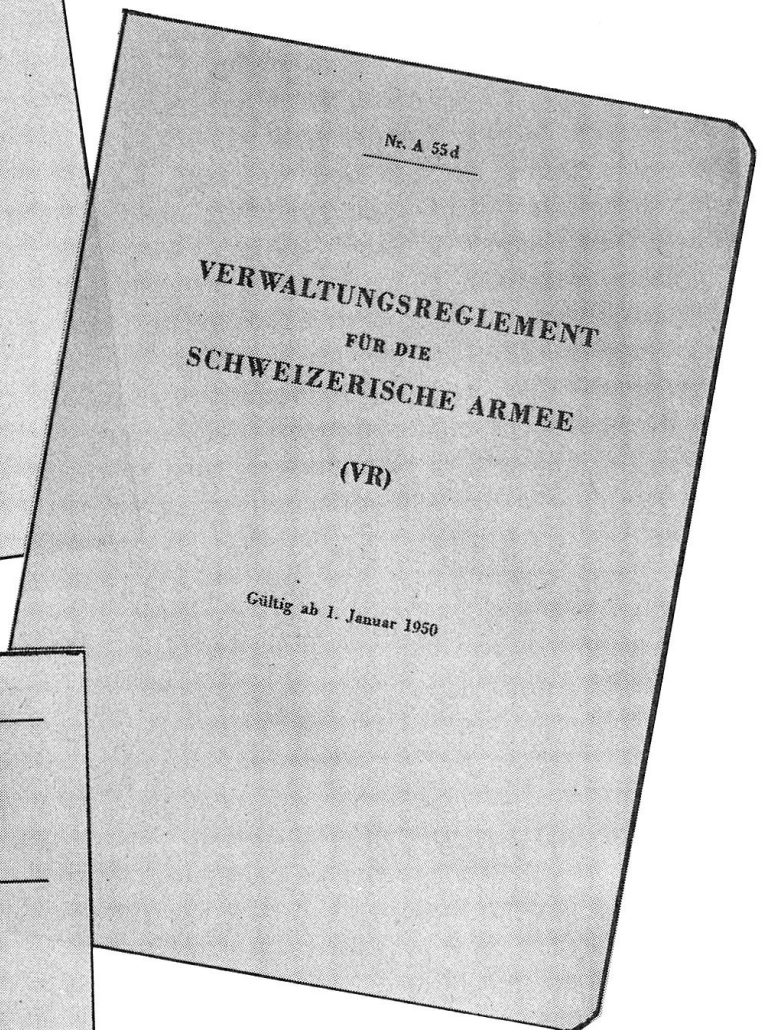 Nr. A 55d
VERWALTUNGSREGLEMENT
FÜR DIE
SCHWEIZERISCHE ARMEE
(VR)
Gültig ab 1. Januar 1950